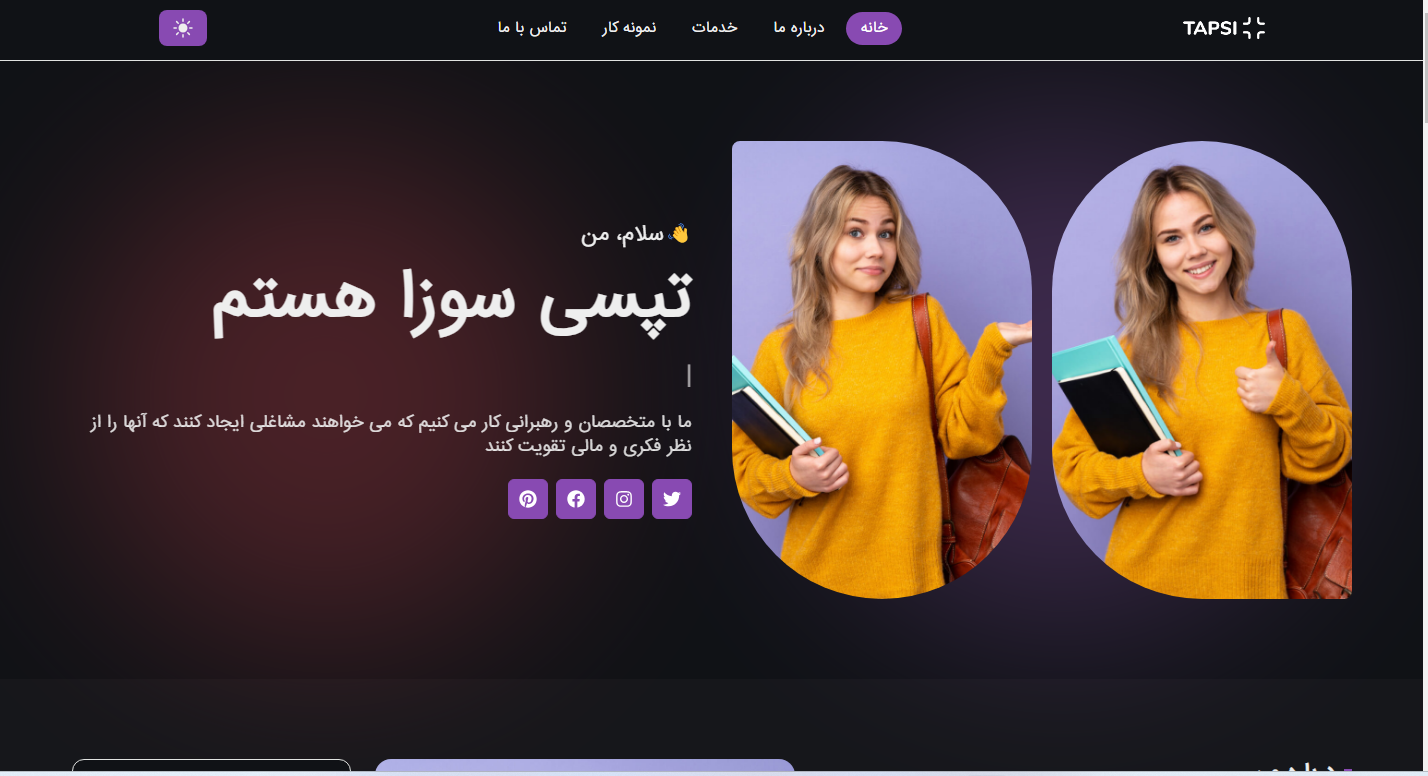 TAPSI
خانه
درباره ما
خدمات
نمونه کار
تماس با ما
👋 سلام، من
تپسی سوزا هستم
ما با متخصصان و رهبرانی کار می کنیم که می خواهند مشاغلی ایجاد کنند که آنها را از
نظر فکری و مالی تقویت کنند